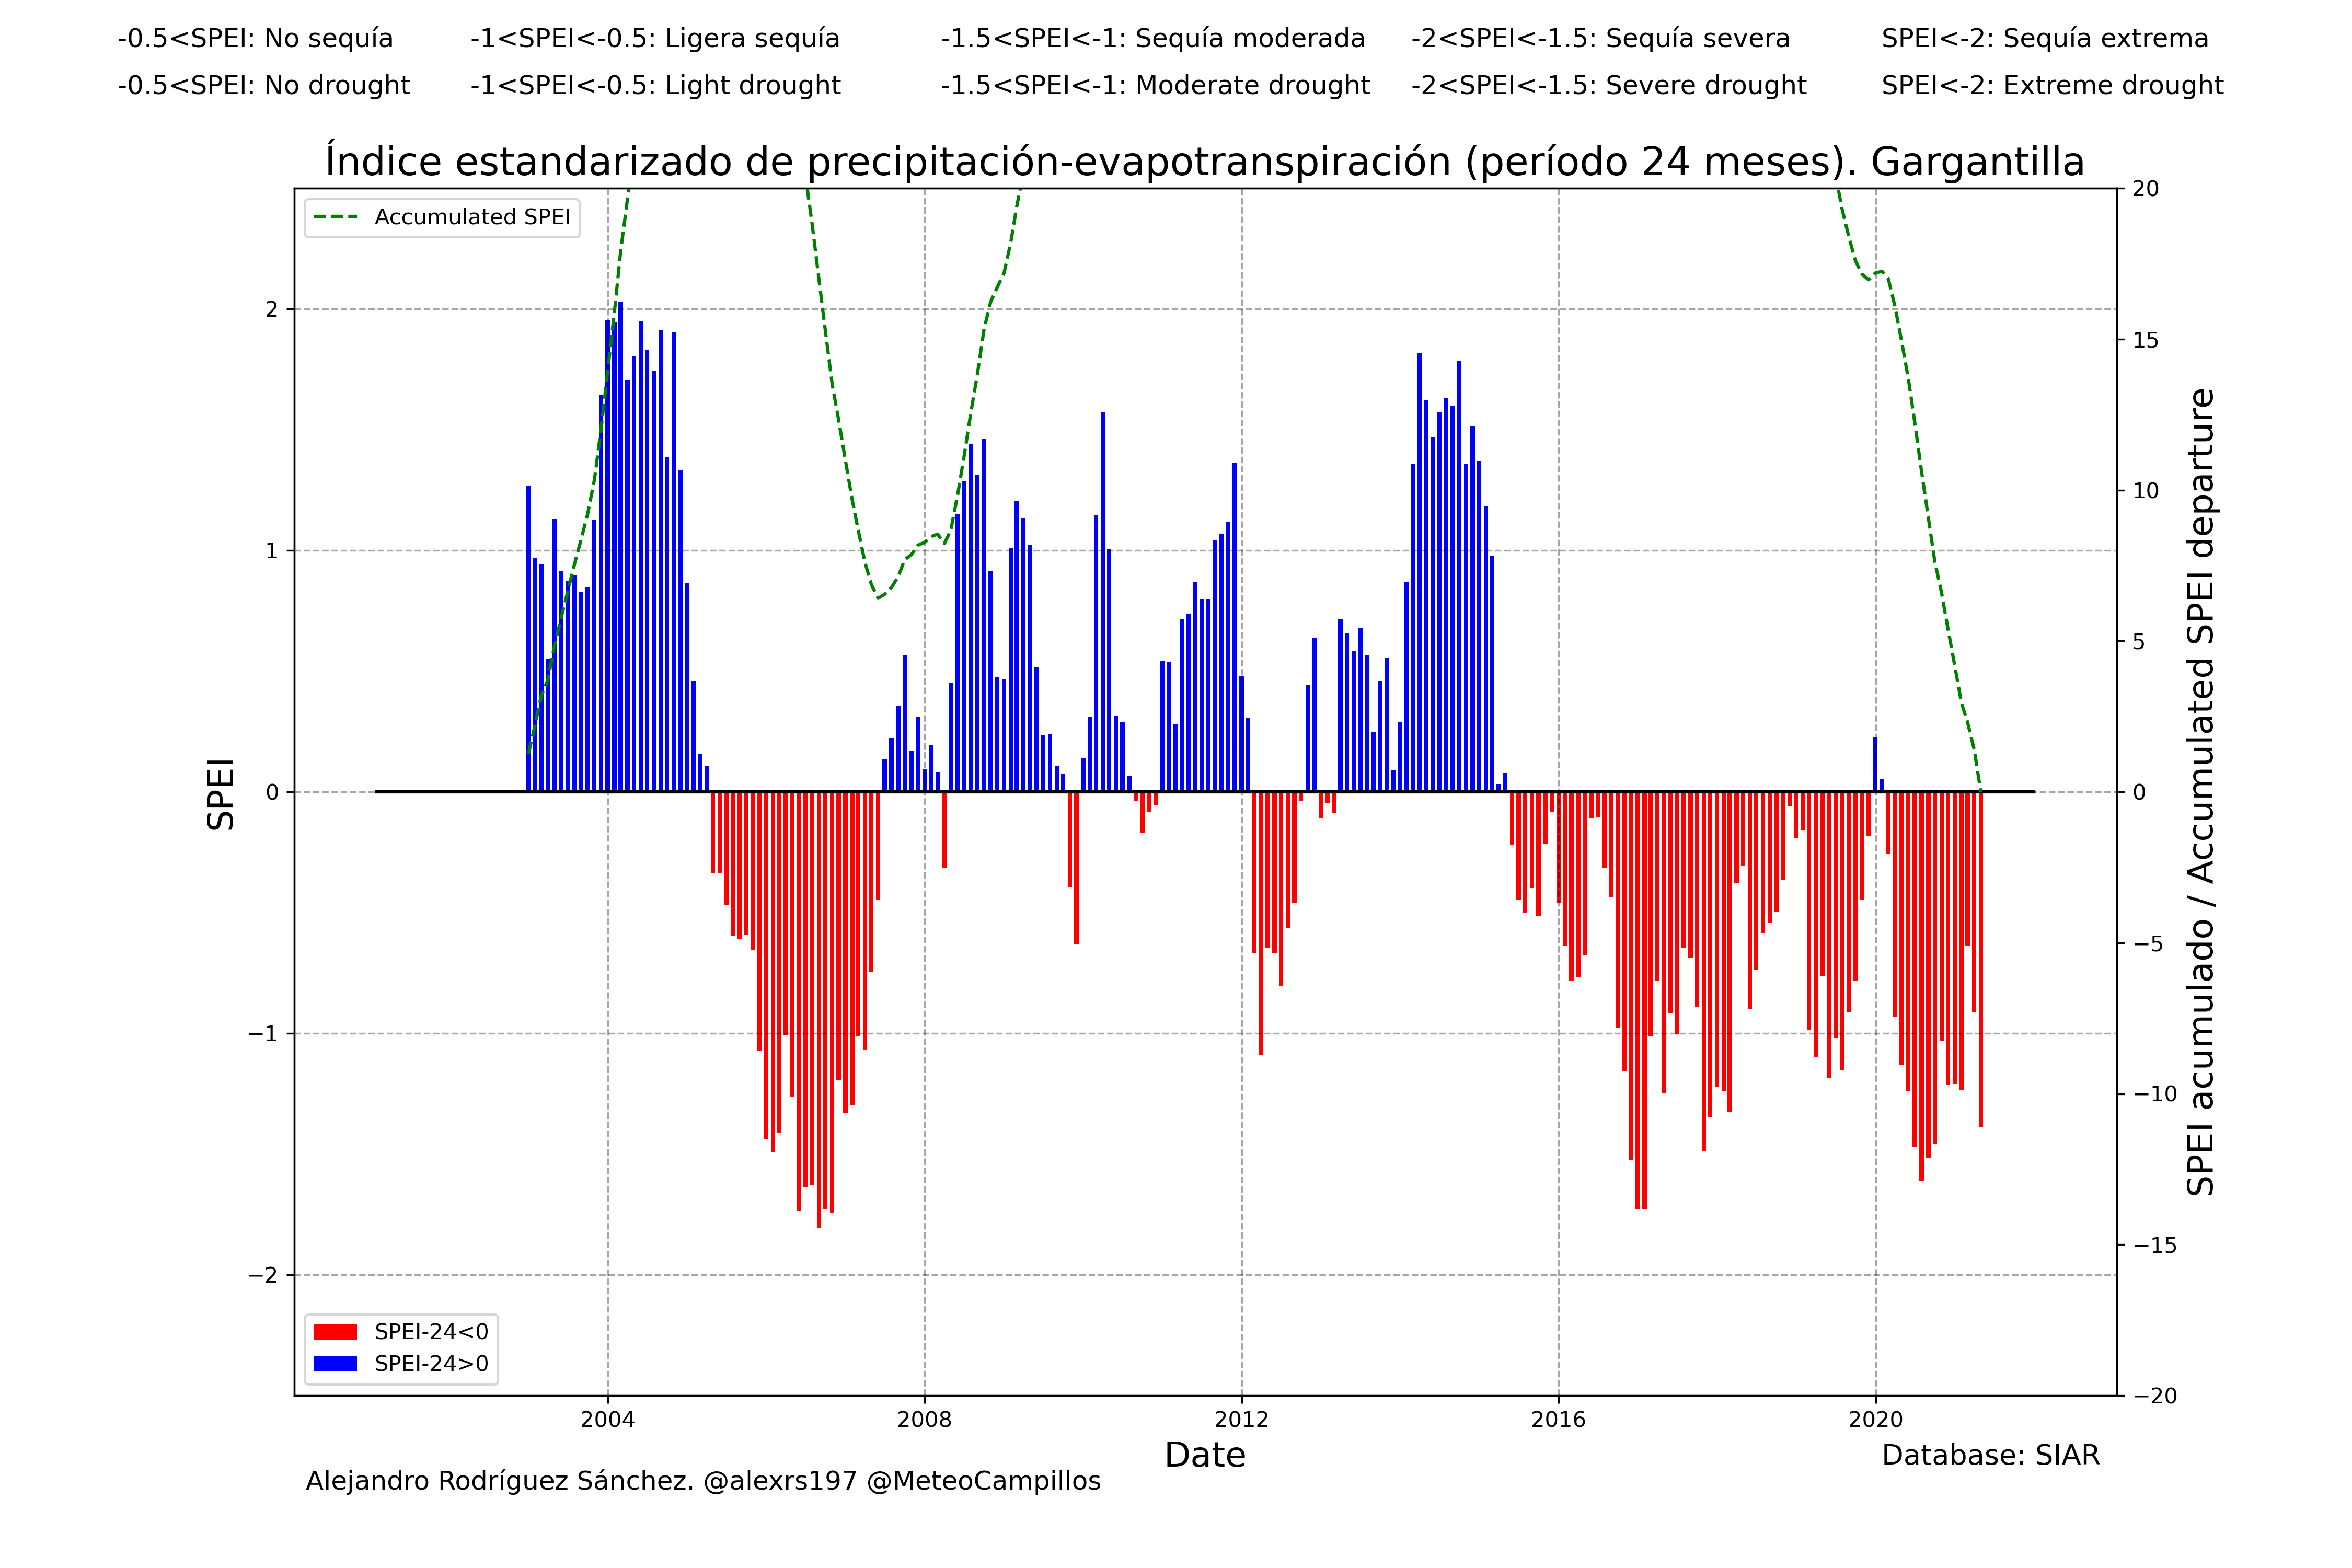 -0.5<SPEI: No sequía -1<SPEI<-0.5: Ligera sequía -1.5<SPEI<-1: Sequía moderada -2<SPEI<-1.5: Sequía severa SPEI<-2: Sequía extrema
-0.5<SPEI: No drought -1<SPEI<-0.5: Light drought -1.5<SPEI<-1: Moderate drought -2<SPEI<-1.5: Severe drought SPEI<-2: Extreme drought
Índice estandarizado de precipitación-evapotranspiración (período 24 meses). Gargantilla
Accumulated SPEI
SPEI
2
1
0
−1
−2
20
15
10
5
0
−5
−10
−15
−20
SPEI acumulado / Accumulated SPEI departure
SPEI-24<0
SPEI-24>0
2004 2008 2012 2016 2020
Date
Database: SIAR
Alejandro Rodríguez Sánchez. @alexrs197 @MeteoCampillos